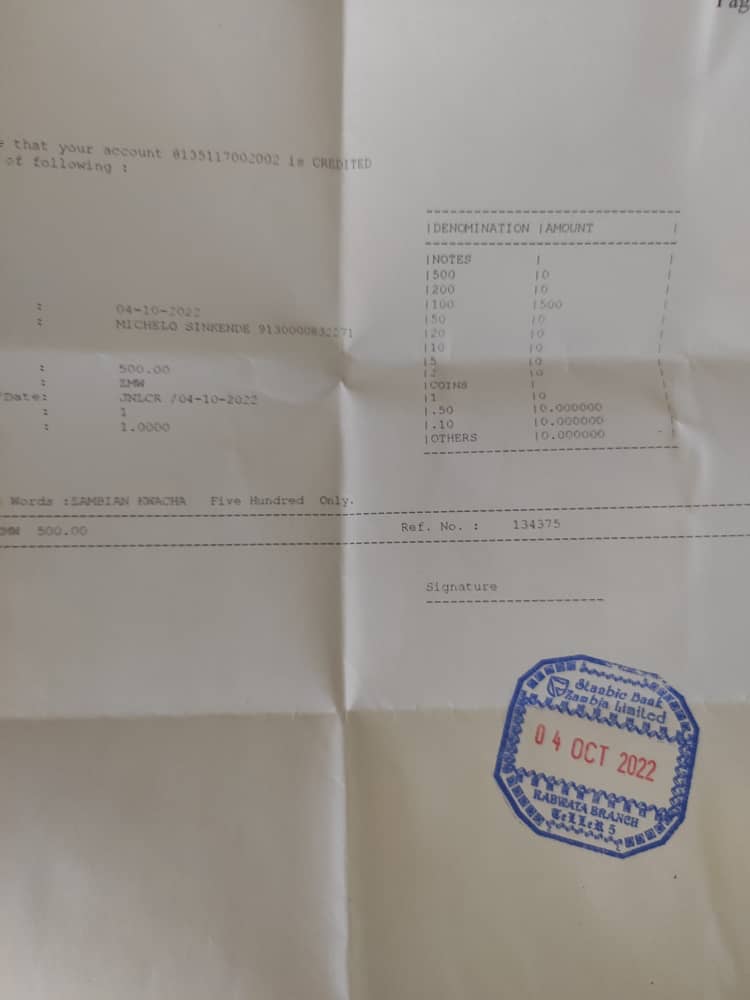 Pag
that your account 0135117002002 is CREDITED
of following :
|DENOMINATION |AMOUNT |
|NOTES | |
|500 |0 |
|200 |0 |
|100 |500 |
|50 |0 |
|20 |0 |
|10 |0 |
|5 |0 |
|2 |0 |
|COINS | |
|1 |0 |
|.50 |0.000000 |
|.10 |0.000000 |
|OTHERS |0.000000 |
: 04-10-2022
: MICHELO SINKENDE
: 500.00
: ZMW
Date: JNLCR /04-10-2022
: 1
: 1.0000
Words :ZAMBIAN KWACHA Five Hundred Only.
ZMW 500.00 Ref. No. : 134375
Signature
Stanbic Bank
Zambia Limited
04 OCT 2022
KABWATA BRANCH
TeLLeR 5